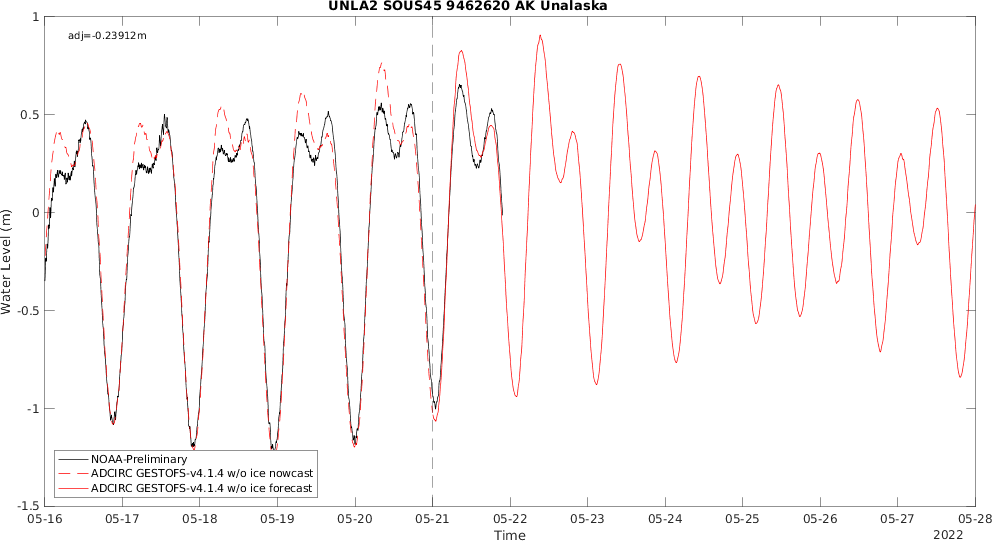 UNLA2 SOUS45 9462620 AK Unalaska
adj=-0.23912m
Water Level (m)
1
0.5
0
-0.5
-1
-1.5
NOAA-Preliminary
ADCIRC GESTOFS-v4.1.4 w/o ice nowcast
ADCIRC GESTOFS-v4.1.4 w/o ice forecast
05-16 05-17 05-18 05-19 05-20 05-21 05-22 05-23 05-24 05-25 05-26 05-27 05-28
Time
2022